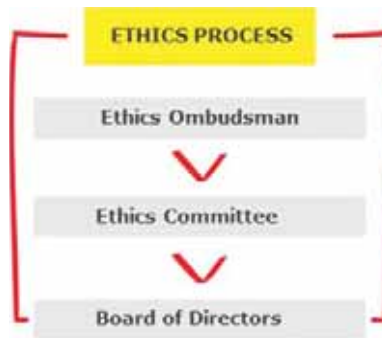 ETHICS PROCESS
Ethics Ombudsman
Ethics Committee
Board of Directors